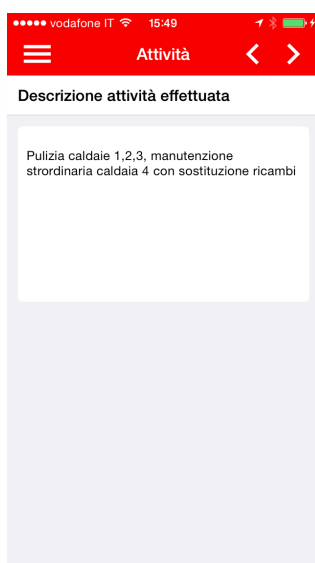 vodafone IT 15:49
Attività
Descrizione attività effettuata
Pulizia caldaie 1,2,3, manutenzione
strordinaria caldaia 4 con sostituzione ricambi